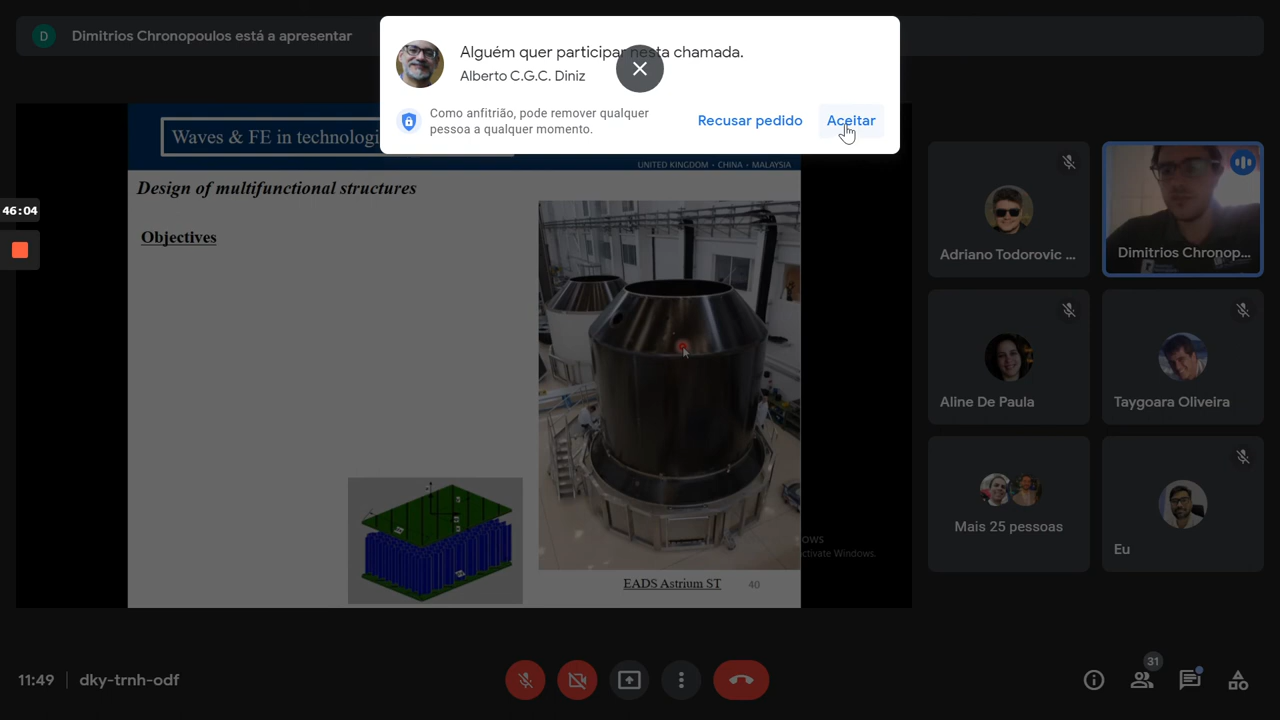 D
Dimitrios Chronopoulos está a apresentar
Alguém quer participar nesta chamada.
Alberto C.G.C. Diniz
Como anfitrião, pode remover qualquer
pessoa a qualquer momento.
Recusar pedido
Aceitar
Waves & FE in technologi
UNITED KINGDOM • CHINA • MALAYSIA
Design of multifunctional structures
46:04
Objectives
EADS Astrium ST
40
ctivate Windows.
Adriano Todorovic ...
Dimitrios Chronop...
Aline De Paula
Taygoara Oliveira
Mais 25 pessoas
Eu
11:49
dky-trnh-odf
31